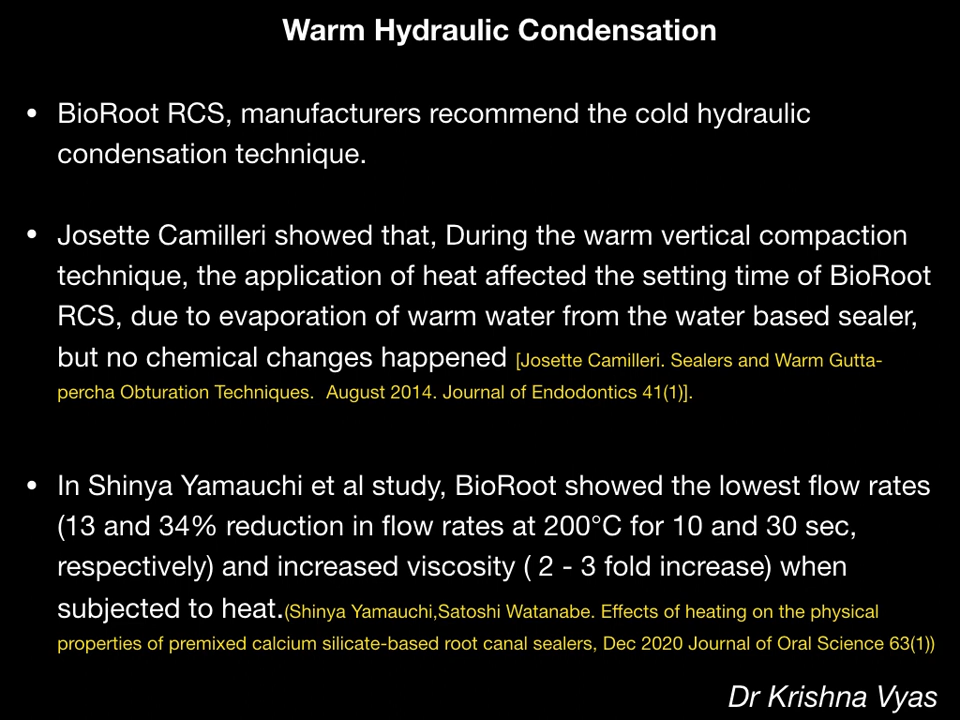 Warm Hydraulic Condensation
• BioRoot RCS, manufacturers recommend the cold hydraulic
condensation technique.
• Josette Camilleri showed that, During the warm vertical compaction
technique, the application of heat affected the setting time of BioRoot
RCS, due to evaporation of warm water from the water based sealer,
but no chemical changes happened [Josette Camilleri. Sealers and Warm Gutta-
percha Obturation Techniques.  August 2014. Journal of Endodontics 41(1)].
• In Shinya Yamauchi et al study, BioRoot showed the lowest flow rates
(13 and 34% reduction in flow rates at 200°C for 10 and 30 sec,
respectively) and increased viscosity ( 2 - 3 fold increase) when
subjected to heat.(Shinya Yamauchi,Satoshi Watanabe. Effects of heating on the physical
properties of premixed calcium silicate-based root canal sealers, Dec 2020 Journal of Oral Science 63(1))
Dr Krishna Vyas